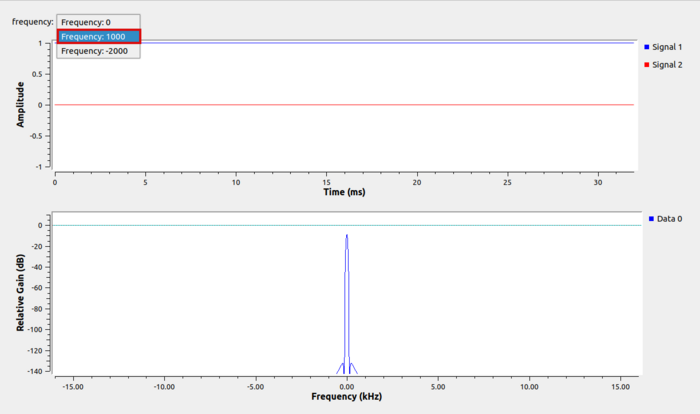 frequency:
Frequency: 0
Frequency: 1000
Frequency: -2000
Signal 1
Signal 2
Amplitude
1
0.5
0
-0.5
-1
0 5 10 15 20 25 30
Time (ms)
Data 0
Relative Gain (dB)
0
-20
-40
-60
-80
-100
-120
-140
-15.00 -10.00 -5.00 0.00 5.00 10.00 15.00
Frequency (kHz)